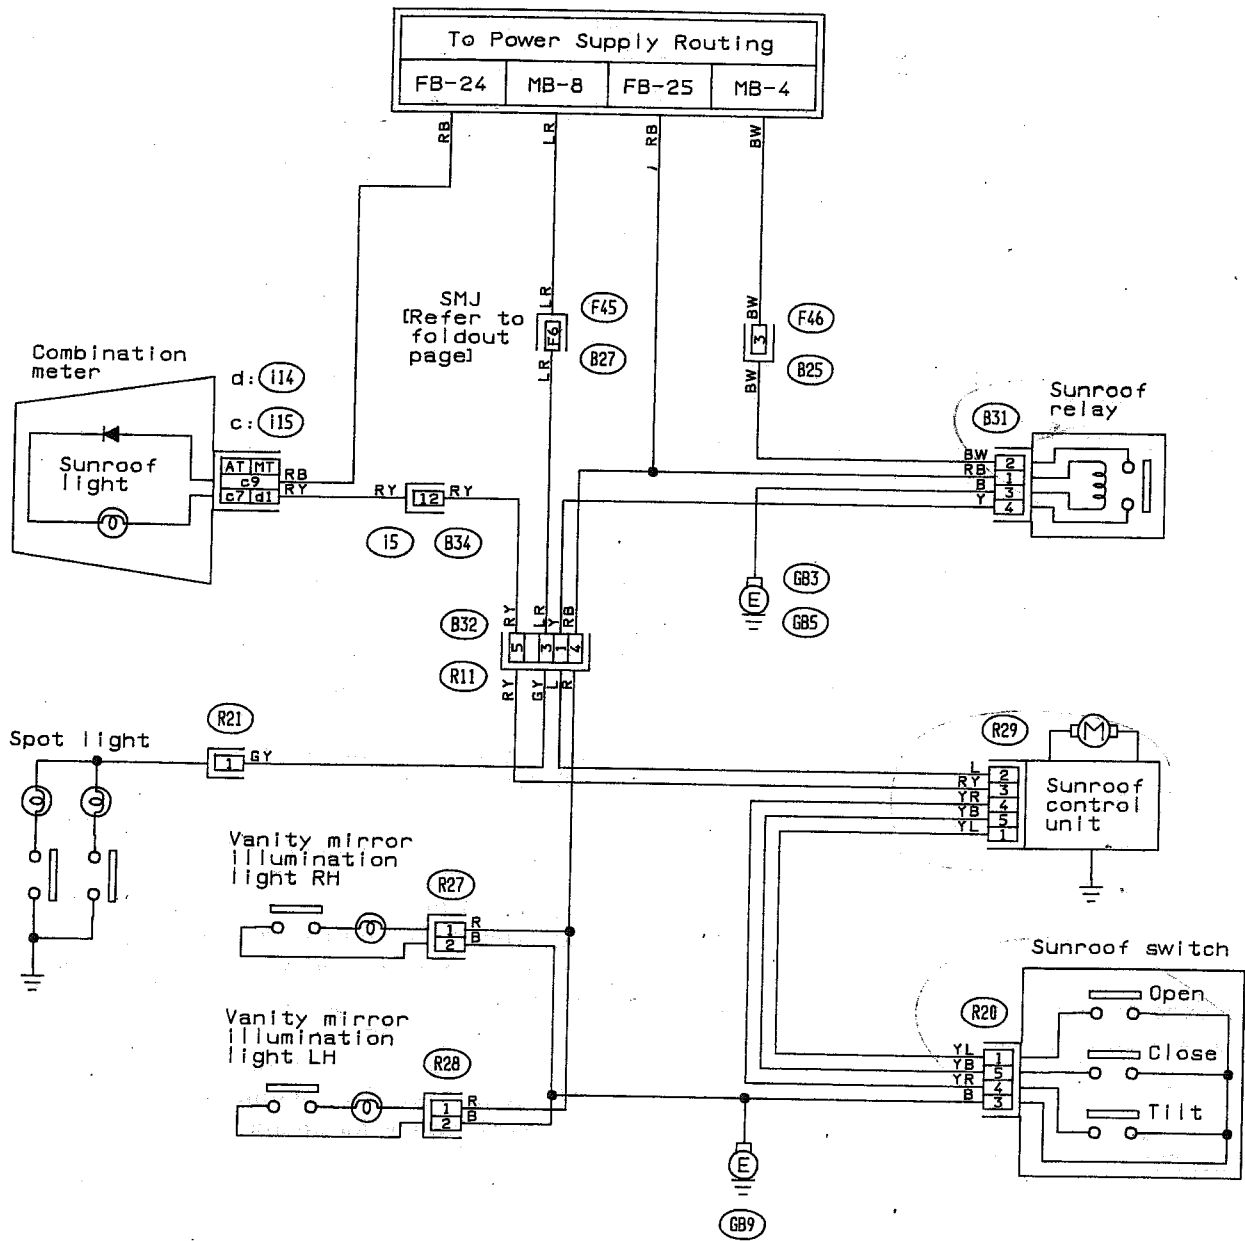 To Power Supply Routing
FB-24 MB-8 FB-25 MB-4
RB LR RB BW
SMJ
[Refer to
foldout
page]
LR
F6
LR
F45
B27
BW
3
BW
F46
B25
Combination
meter
d: i14
c: i15
Sunroof
light
AT MT
c9
c7 d1
RB
RY
RY 12 RY
i5 B34
Sunroof
relay
B31
BW 2
RB 1
B 3
Y 4
E
GB3
GB5
B32
RY LR Y RB
5 3 1 4
R11
RY GY L R
Spot light
R21
1 GY
R29
M
Sunroof
control
unit
L 2
RY 3
YR 4
YB 5
YL 1
Vanity mirror
illumination
light RH
R27
1 R
2 B
Vanity mirror
illumination
light LH
R28
1 R
2 B
Sunroof switch
R20
YL 1
YB 5
YR 4
B 3
Open
Close
Tilt
E
GB9